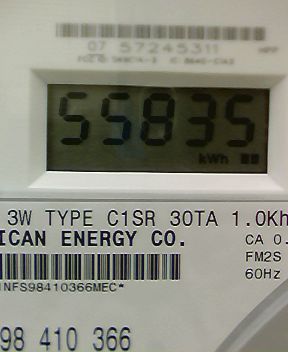 07 57245311
55835
kWh
3W TYPE C1SR 30TA 1.0Kh
ICAN ENERGY CO.
CA 0.
FM2S
60Hz
NFS98410366MEC*
98 410 366